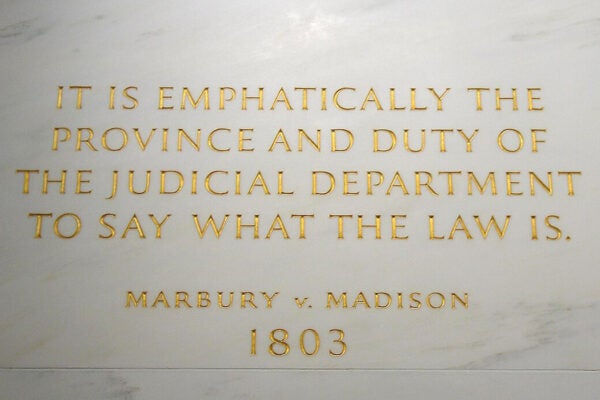 IT IS EMPHATICALLY THE
PROVINCE AND DUTY OF
THE JUDICIAL DEPARTMENT
TO SAY WHAT THE LAW IS.
MARBURY v. MADISON
1803